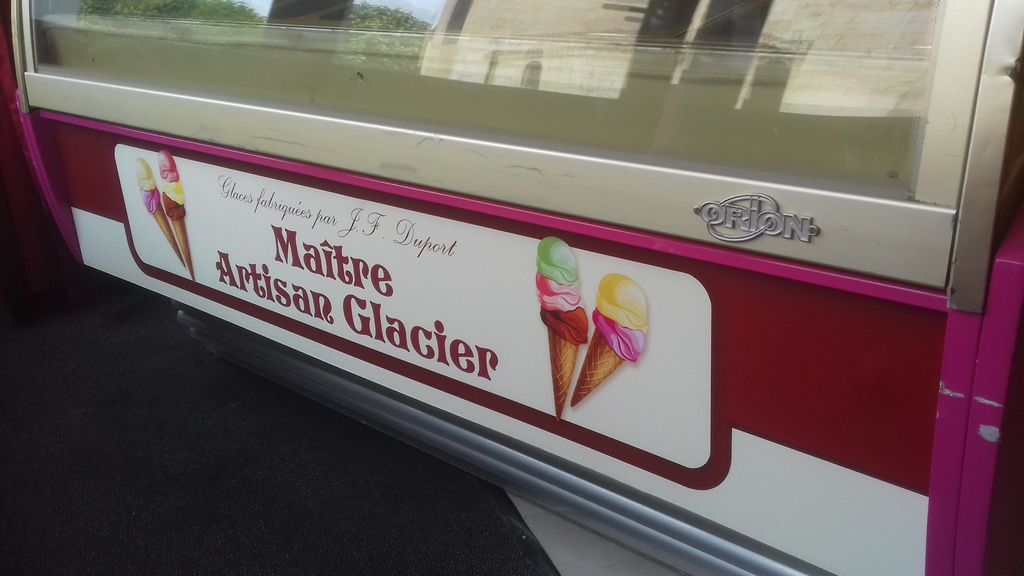 Glaces fabriquées par J.F. Duport
Maître
Artisan Glacier
ORION